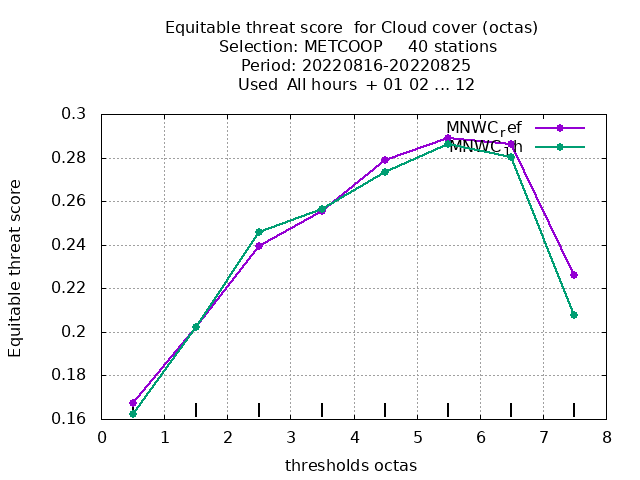 Equitable threat score  for Cloud cover (octas)
Selection: METCOOP     40 stations
Period: 20220816-20220825
Used  All hours  + 01 02 ... 12
0.3
0.28
0.26
0.24
0.22
0.2
0.18
0.16
Equitable threat score
MNWCref
0 1 2 3 4 5 6 7 8
thresholds octas